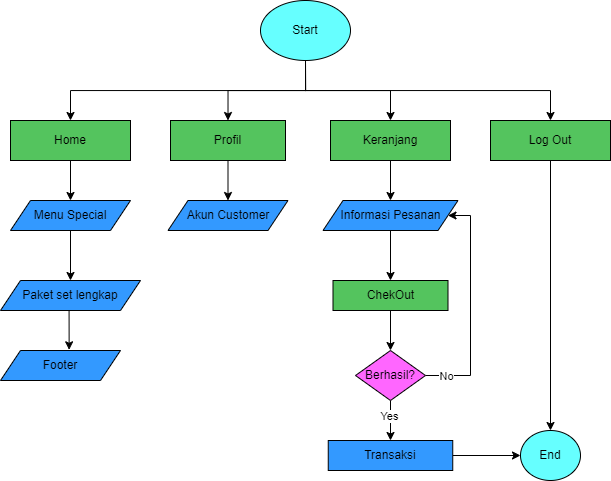 Start
Home
Profil
Keranjang
Log Out
Menu Special
Akun Customer
Informasi Pesanan
Paket set lengkap
ChekOut
Footer
Berhasil?
No
Yes
Transaksi
End